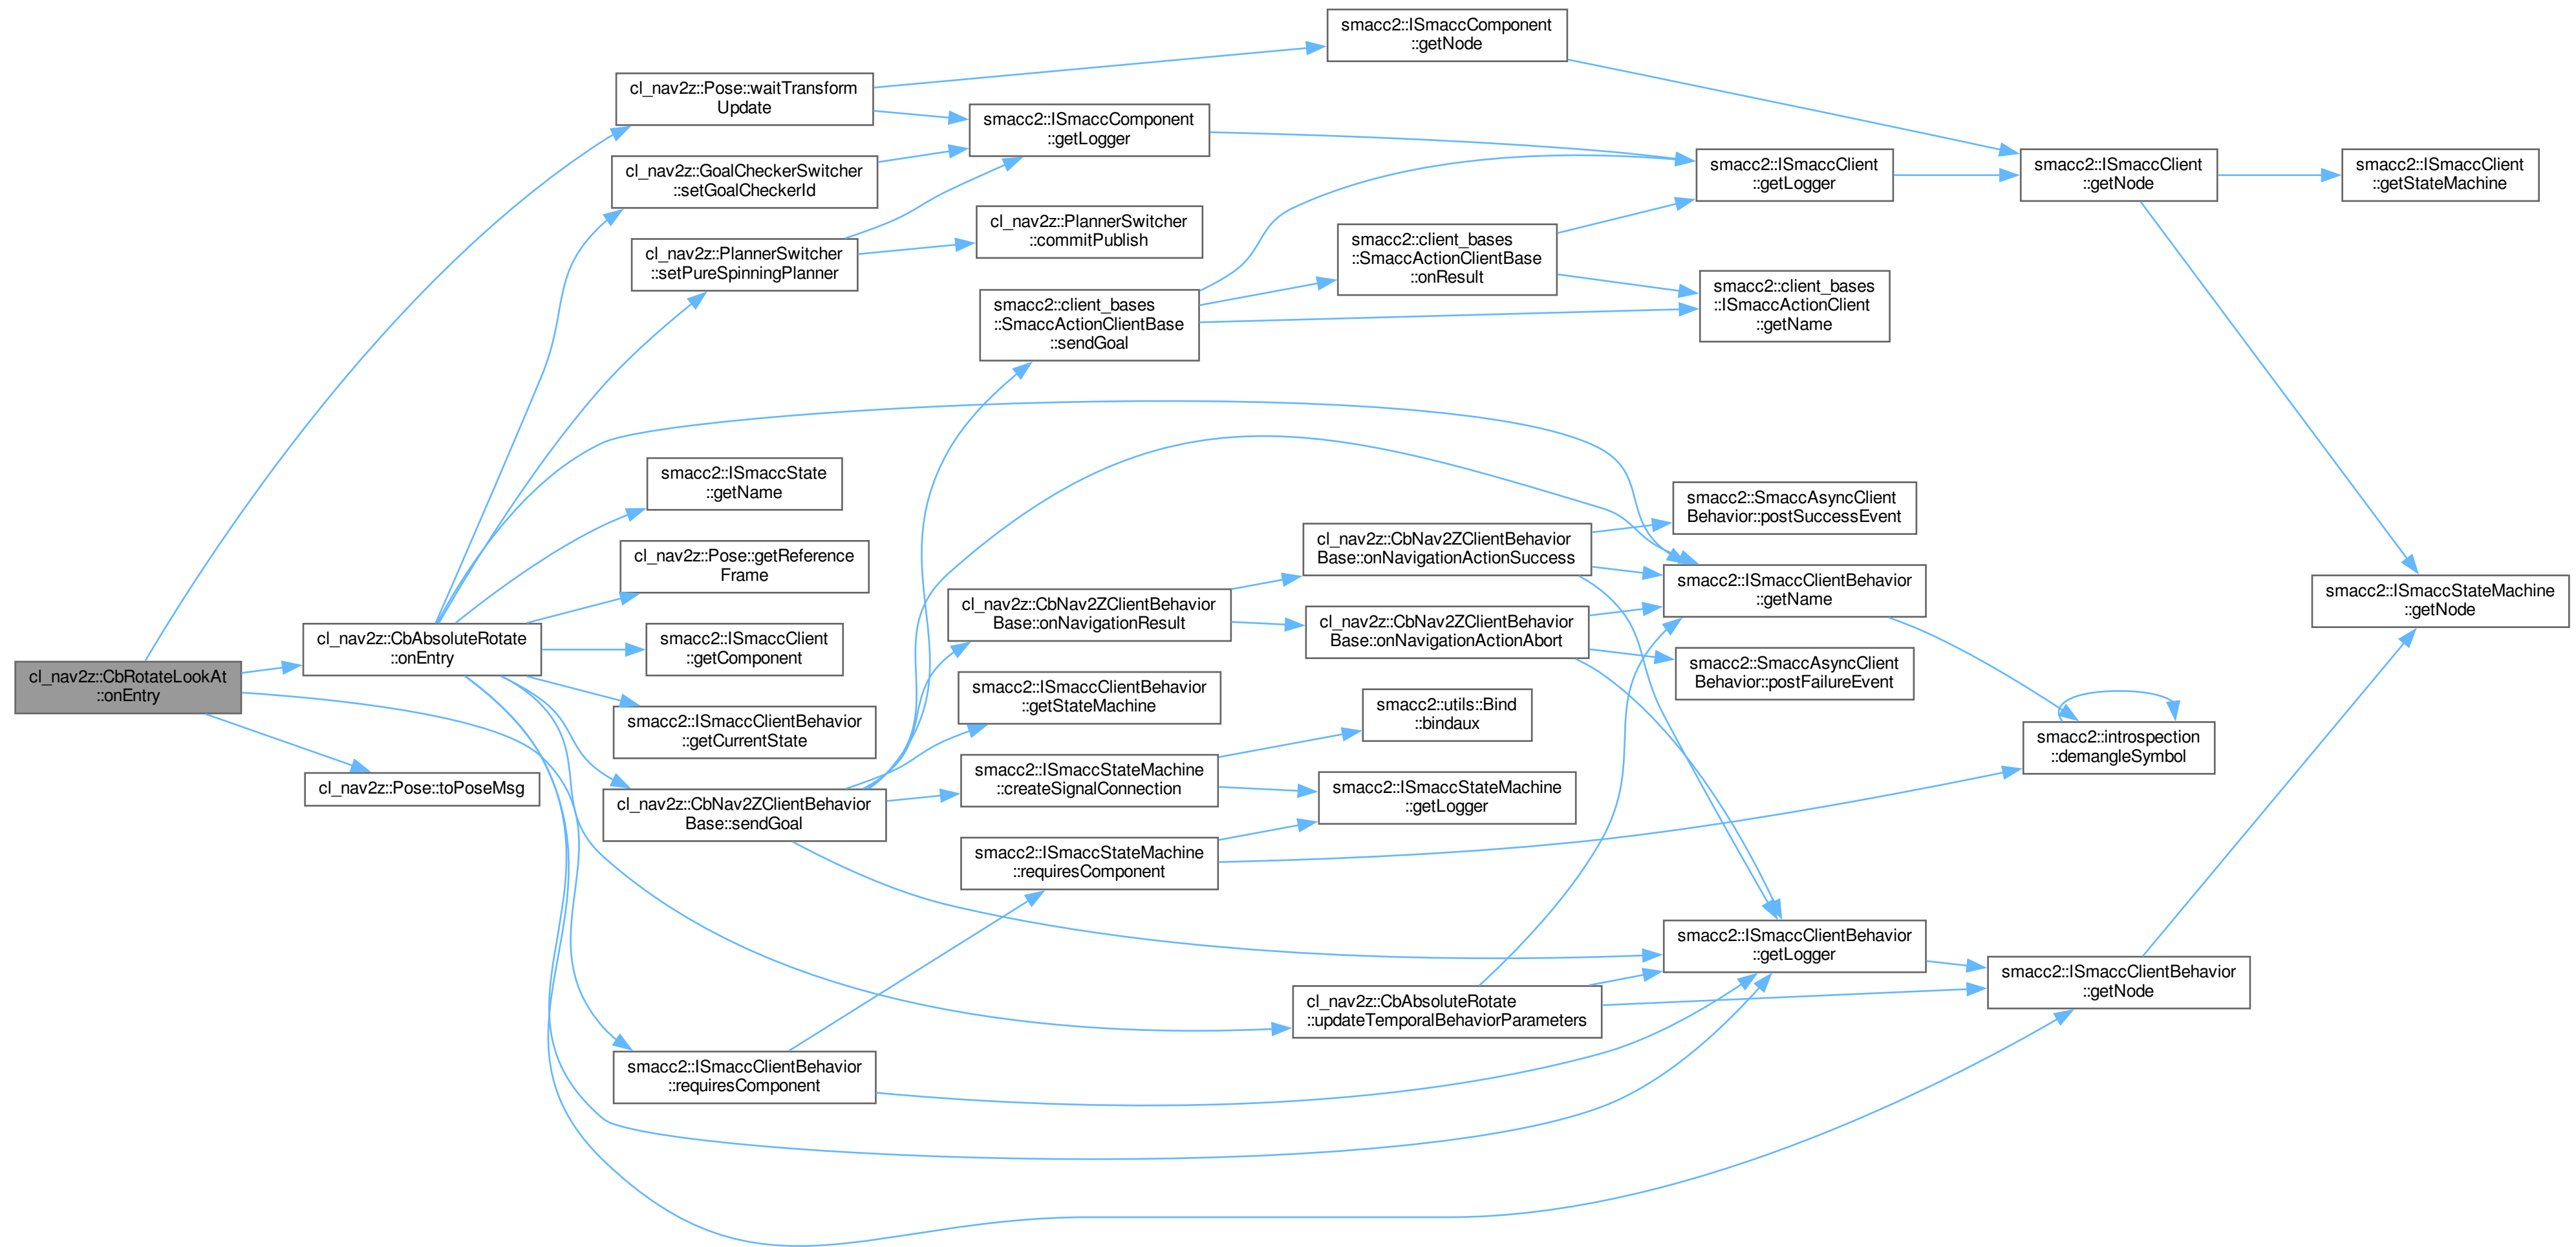 cl_nav2z::CbRotateLookAt
::onEntry
cl_nav2z::CbAbsoluteRotate
::onEntry
cl_nav2z::Pose::toPoseMsg
cl_nav2z::Pose::waitTransform
Update
cl_nav2z::GoalCheckerSwitcher
::setGoalCheckerId
cl_nav2z::PlannerSwitcher
::setPureSpinningPlanner
smacc2::ISmaccState
::getName
cl_nav2z::Pose::getReference
Frame
smacc2::ISmaccClient
::getComponent
smacc2::ISmaccClientBehavior
::getCurrentState
cl_nav2z::CbNav2ZClientBehavior
Base::sendGoal
smacc2::ISmaccClientBehavior
::requiresComponent
smacc2::ISmaccComponent
::getLogger
cl_nav2z::PlannerSwitcher
::commitPublish
smacc2::client_bases
::SmaccActionClientBase
::sendGoal
cl_nav2z::CbNav2ZClientBehavior
Base::onNavigationResult
smacc2::ISmaccClientBehavior
::getStateMachine
smacc2::ISmaccStateMachine
::createSignalConnection
smacc2::ISmaccStateMachine
::requiresComponent
smacc2::ISmaccComponent
::getNode
smacc2::client_bases
::SmaccActionClientBase
::onResult
cl_nav2z::CbNav2ZClientBehavior
Base::onNavigationActionSuccess
cl_nav2z::CbNav2ZClientBehavior
Base::onNavigationActionAbort
smacc2::utils::Bind
::bindaux
smacc2::ISmaccStateMachine
::getLogger
cl_nav2z::CbAbsoluteRotate
::updateTemporalBehaviorParameters
smacc2::ISmaccClient
::getLogger
smacc2::client_bases
::ISmaccActionClient
::getName
smacc2::SmaccAsyncClient
Behavior::postSuccessEvent
smacc2::ISmaccClientBehavior
::getName
smacc2::SmaccAsyncClient
Behavior::postFailureEvent
smacc2::ISmaccClientBehavior
::getLogger
smacc2::ISmaccClient
::getNode
smacc2::introspection
::demangleSymbol
smacc2::ISmaccClientBehavior
::getNode
smacc2::ISmaccClient
::getStateMachine
smacc2::ISmaccStateMachine
::getNode